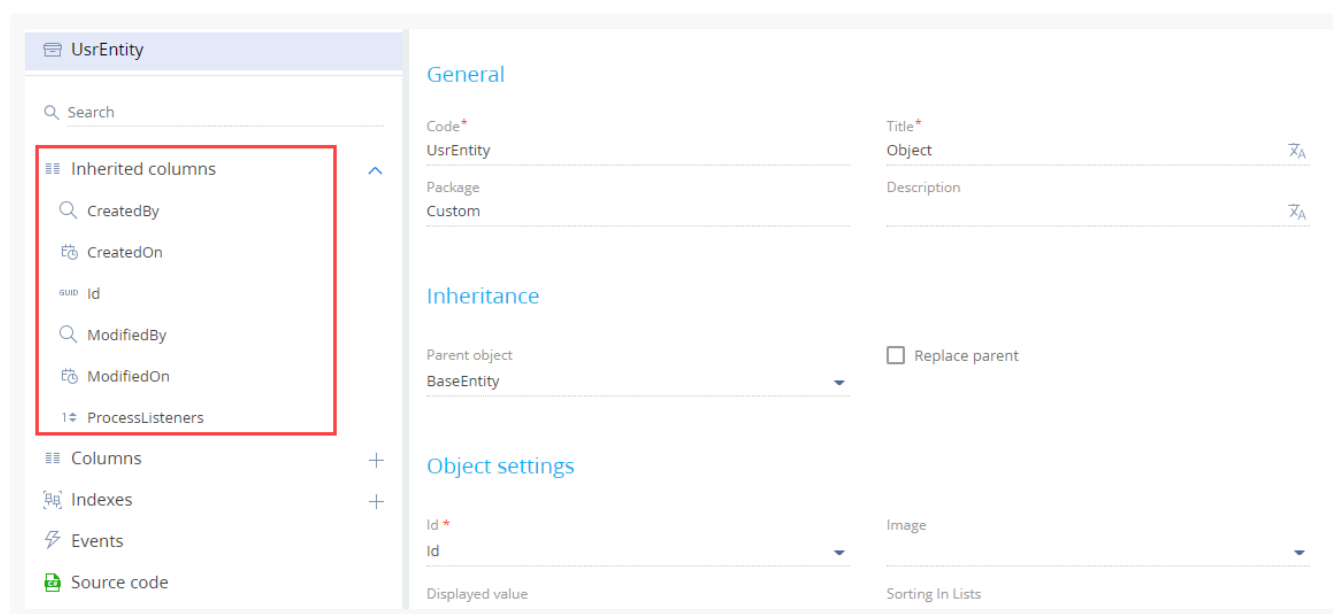 UsrEntity
Search
Inherited columns
CreatedBy
CreatedOn
GUID Id
ModifiedBy
ModifiedOn
1 ProcessListeners
Columns
Indexes
Events
C# Source code
General
Code* Title*
UsrEntity Object
Package Description
Custom
Inheritance
Parent object Replace parent
BaseEntity
Object settings
Id * Image
Id
Displayed value Sorting In Lists